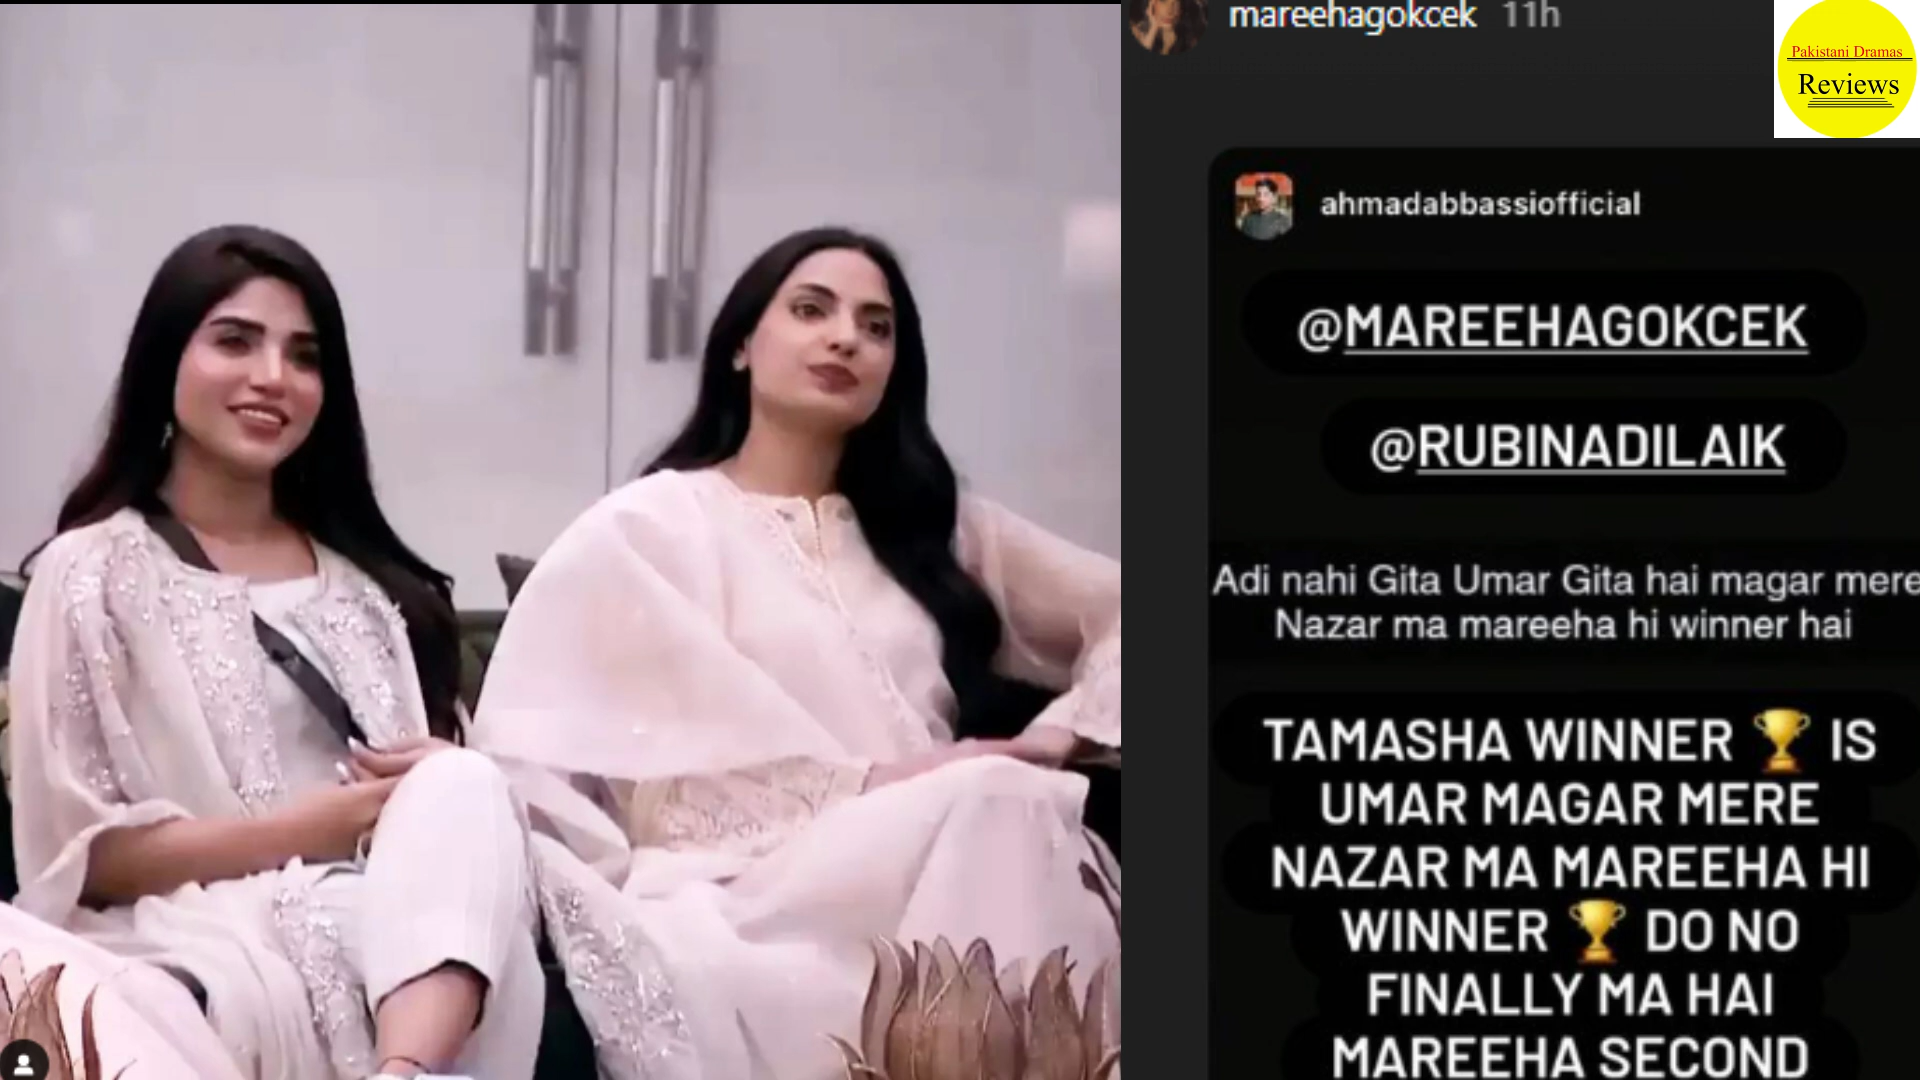 mareehagokcek 11h
Pakistani Dramas
Reviews
ahmadabbassiofficial
@MAREEHAGOKCEK
@RUBINADILAIK
Adi nahi Gita Umar Gita hai magar mere
Nazar ma mareeha hi winner hai
TAMASHA WINNER 🏆 IS
UMAR MAGAR MERE
NAZAR MA MAREEHA HI
WINNER 🏆 DO NO
FINALLY MA HAI
MAREEHA SECOND